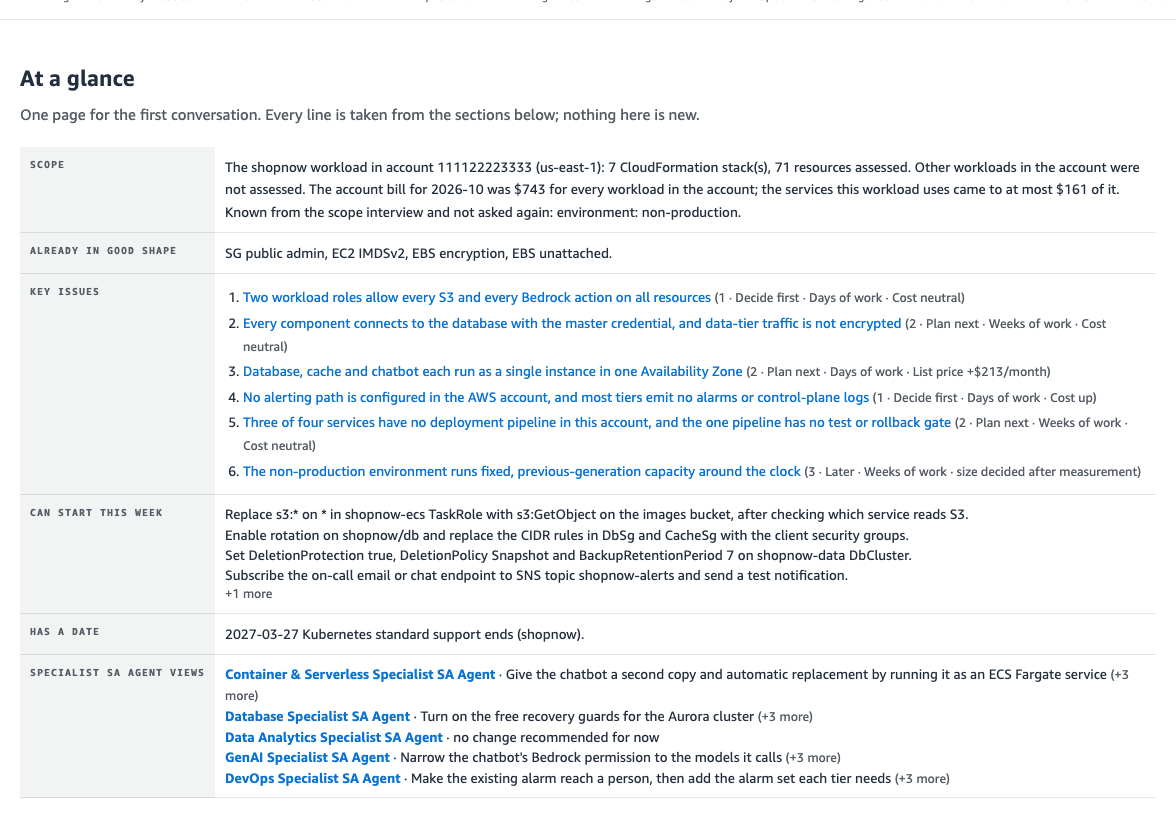 At a glance
One page for the first conversation. Every line is taken from the sections below; nothing here is new.
SCOPE
The shopnow workload in account 111122223333 (us-east-1): 7 CloudFormation stack(s), 71 resources assessed. Other workloads in the account were
not assessed. The account bill for 2026-10 was $743 for every workload in the account; the services this workload uses came to at most $161 of it.
Known from the scope interview and not asked again: environment: non-production.
ALREADY IN GOOD SHAPE
SG public admin, EC2 IMDSv2, EBS encryption, EBS unattached.
KEY ISSUES
1. Two workload roles allow every S3 and every Bedrock action on all resources (1 · Decide first · Days of work · Cost neutral)
2. Every component connects to the database with the master credential, and data-tier traffic is not encrypted (2 · Plan next · Weeks of work · Cost
neutral)
3. Database, cache and chatbot each run as a single instance in one Availability Zone (2 · Plan next · Days of work · List price +$213/month)
4. No alerting path is configured in the AWS account, and most tiers emit no alarms or control-plane logs (1 · Decide first · Days of work · Cost up)
5. Three of four services have no deployment pipeline in this account, and the one pipeline has no test or rollback gate (2 · Plan next · Weeks of work ·
Cost neutral)
6. The non-production environment runs fixed, previous-generation capacity around the clock (3 · Later · Weeks of work · size decided after measurement)
CAN START THIS WEEK
Replace s3:* on * in shopnow-ecs TaskRole with s3:GetObject on the images bucket, after checking which service reads S3.
Enable rotation on shopnow/db and replace the CIDR rules in DbSg and CacheSg with the client security groups.
Set DeletionProtection true, DeletionPolicy Snapshot and BackupRetentionPeriod 7 on shopnow-data DbCluster.
Subscribe the on-call email or chat endpoint to SNS topic shopnow-alerts and send a test notification.
+1 more
HAS A DATE
2027-03-27 Kubernetes standard support ends (shopnow).
SPECIALIST SA AGENT VIEWS
Container & Serverless Specialist SA Agent · Give the chatbot a second copy and automatic replacement by running it as an ECS Fargate service (+3
more)
Database Specialist SA Agent · Turn on the free recovery guards for the Aurora cluster (+3 more)
Data Analytics Specialist SA Agent · no change recommended for now
GenAI Specialist SA Agent · Narrow the chatbot's Bedrock permission to the models it calls (+3 more)
DevOps Specialist SA Agent · Make the existing alarm reach a person, then add the alarm set each tier needs (+3 more)